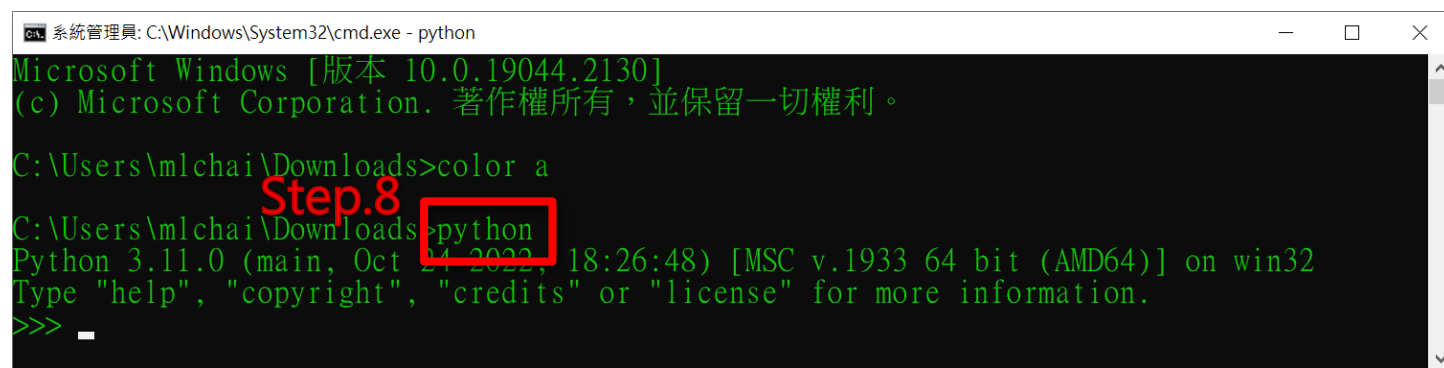 系統管理員: C:\Windows\System32\cmd.exe - python
Microsoft Windows [版本 10.0.19044.2130]
(c) Microsoft Corporation. 著作權所有，並保留一切權利。
C:\Users\mlchai\Downloads>color a
Step.8
C:\Users\mlchai\Downloads>python
Python 3.11.0 (main, Oct 24 2022, 18:26:48) [MSC v.1933 64 bit (AMD64)] on win32
Type "help", "copyright", "credits" or "license" for more information.
>>> _